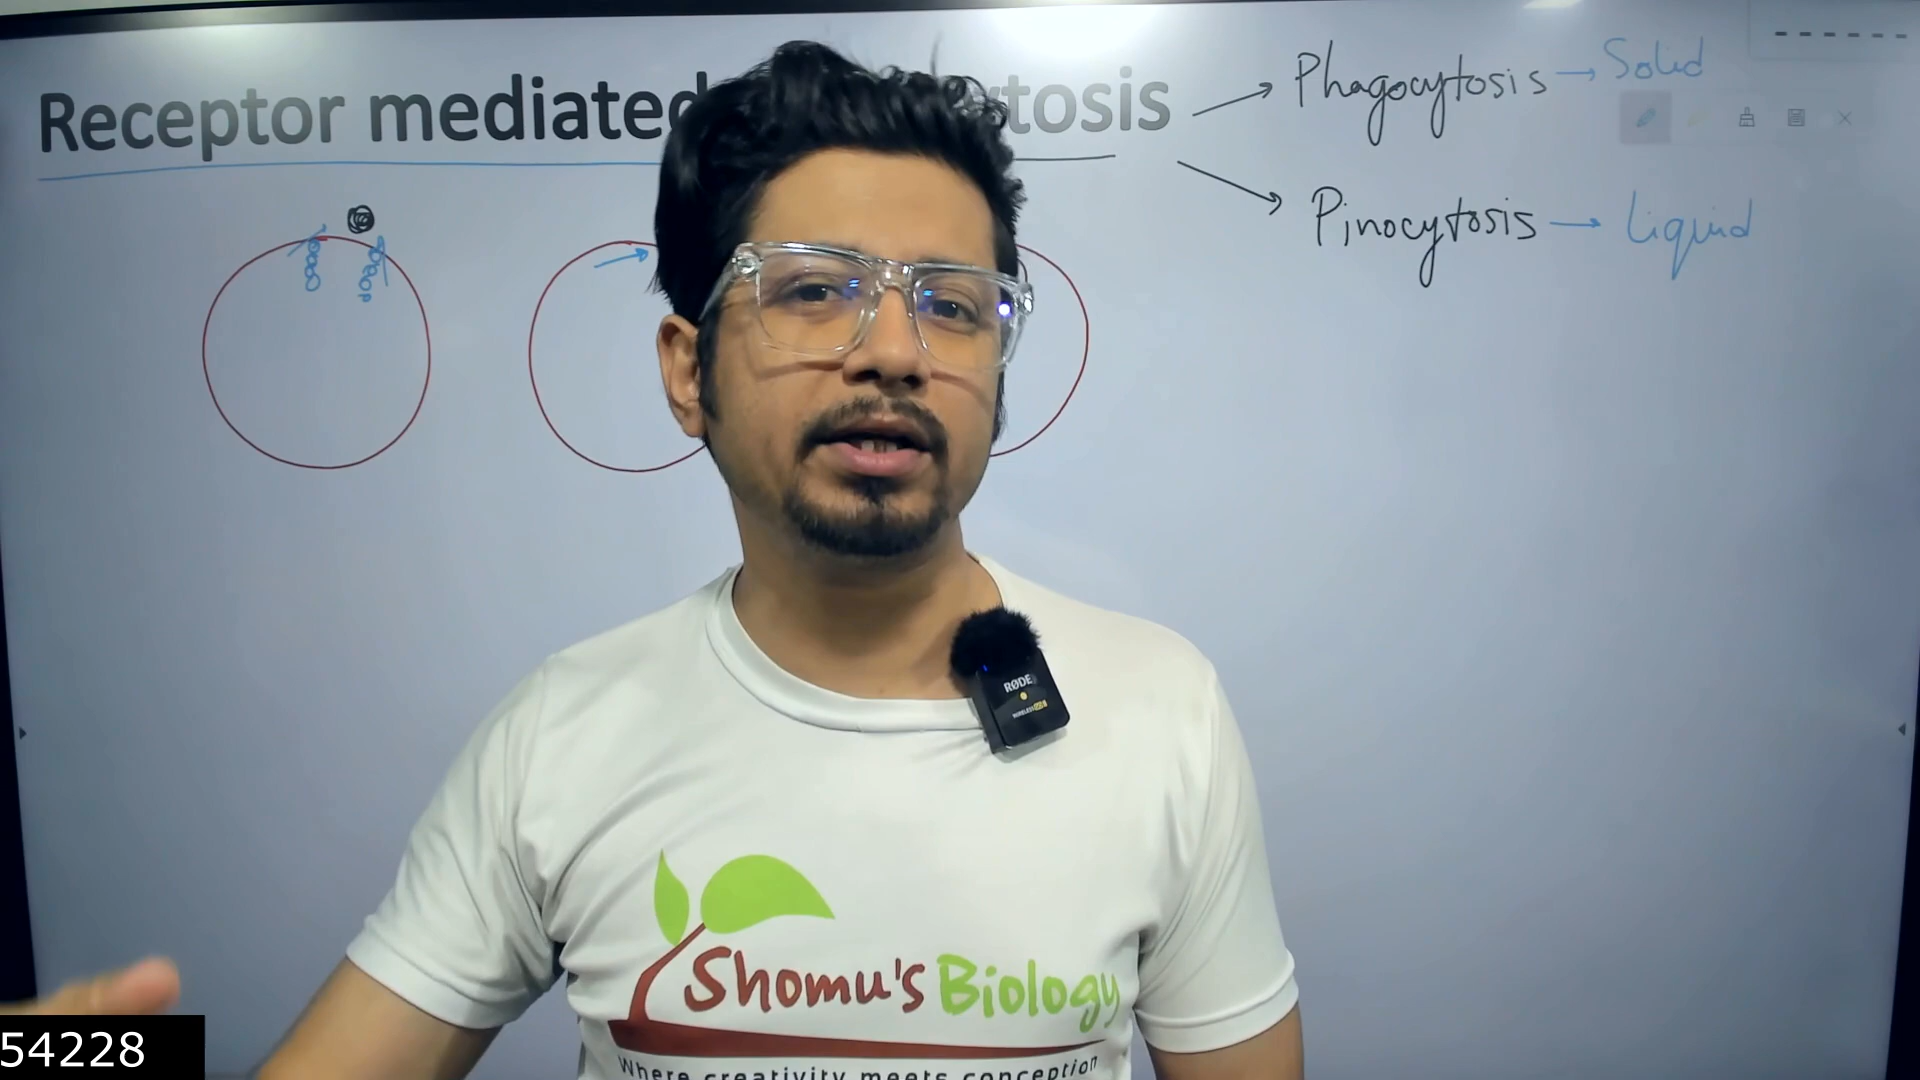 Receptor mediated tosis
Phagocytosis → Solid
Pinocytosis → Liquid
RØDE
Shomu's Biology
Where creativity meets conception
54228